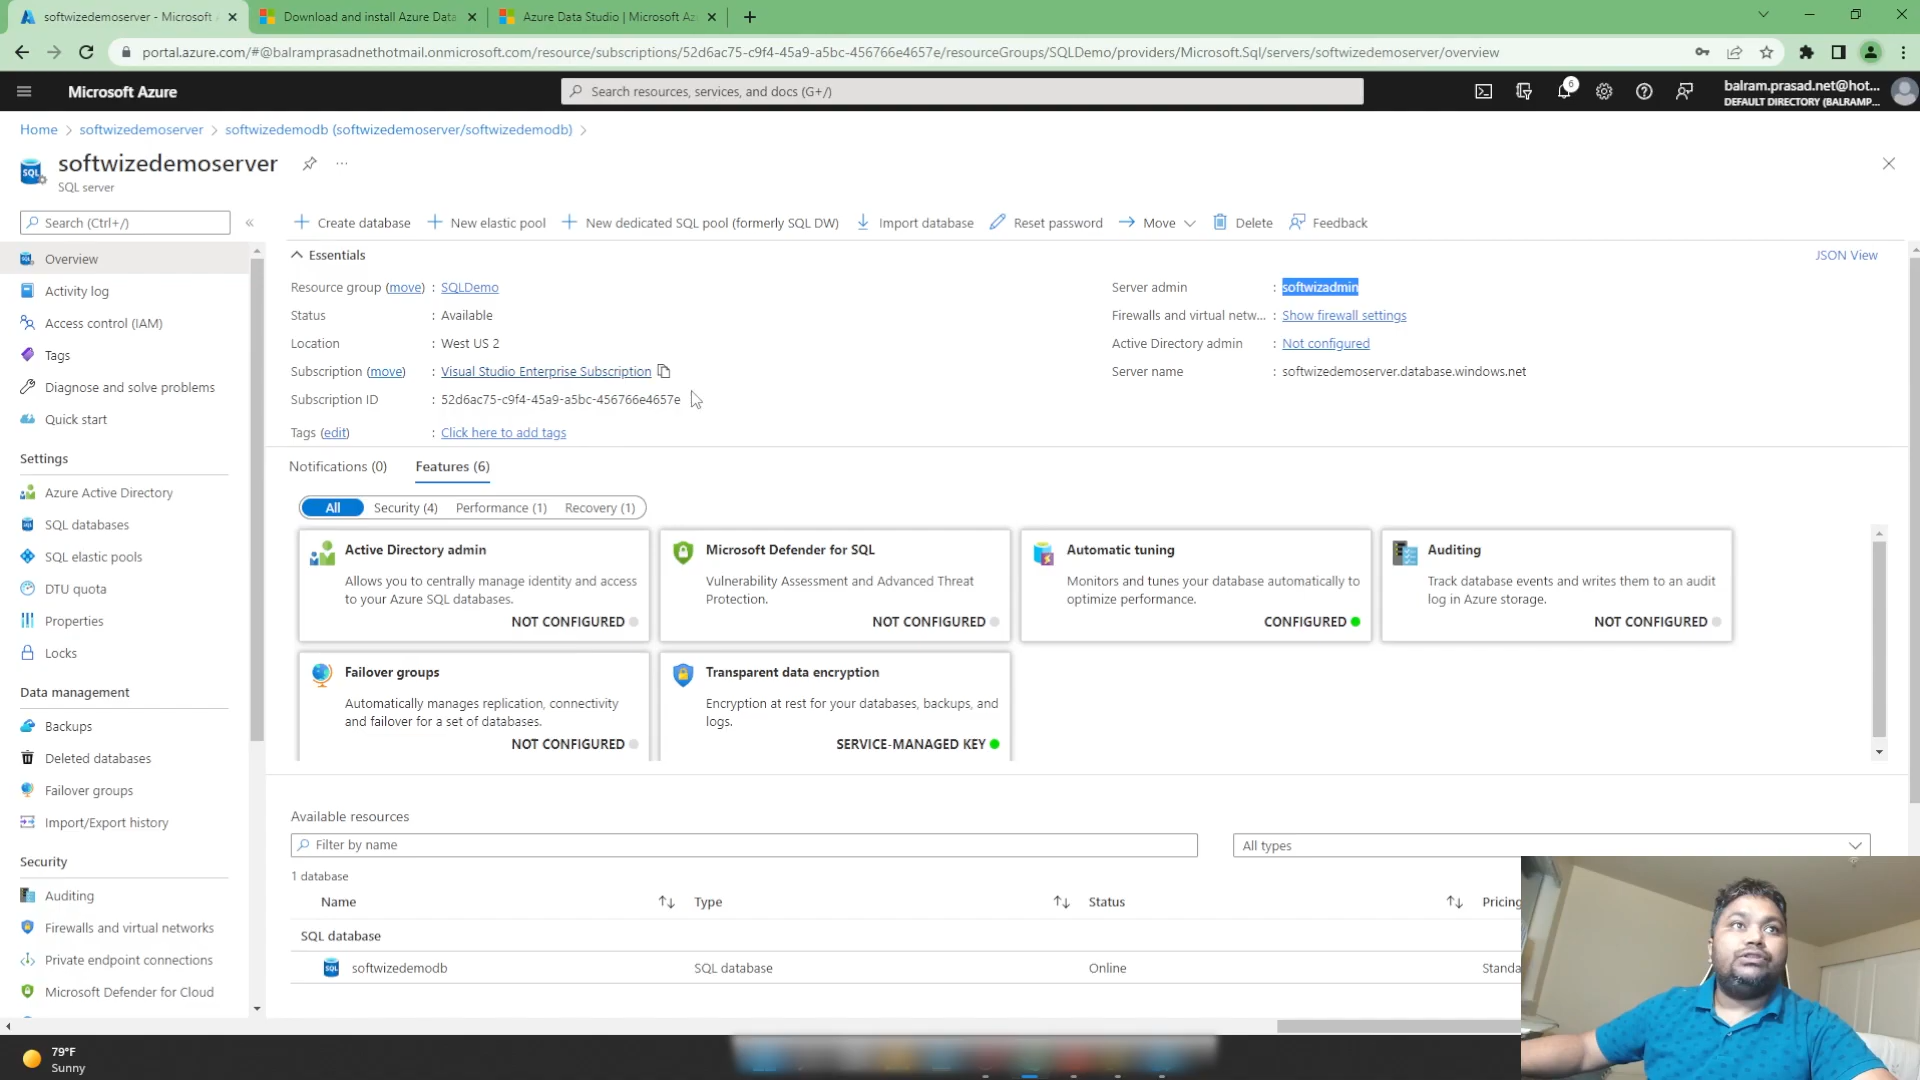 softwizedemoserver - Microsoft A
Download and install Azure Data
Azure Data Studio | Microsoft Az
portal.azure.com/#@balramprasadnethotmail.onmicrosoft.com/resource/subscriptions/52d6ac75-c9f4-45a9-a5bc-456766e4657e/resourceGroups/SQLDemo/providers/Microsoft.Sql/servers/softwizedemoserver/overview
Microsoft Azure
Search resources, services, and docs (G+/)
6
balram.prasad.net@hot...
DEFAULT DIRECTORY (BALRAMP...
Home > softwizedemoserver > softwizedemodb (softwizedemoserver/softwizedemodb) >
softwizedemoserver
SQL server
SQL
Search (Ctrl+/)
Create database
New elastic pool
New dedicated SQL pool (formerly SQL DW)
Import database
Reset password
Move
Delete
Feedback
Overview
Activity log
Access control (IAM)
Tags
Diagnose and solve problems
Quick start
Settings
Azure Active Directory
SQL databases
SQL elastic pools
DTU quota
Properties
Locks
Data management
Backups
Deleted databases
Failover groups
Import/Export history
Security
Auditing
Firewalls and virtual networks
Private endpoint connections
Microsoft Defender for Cloud
Essentials
JSON View
Resource group (move) : SQLDemo
Status : Available
Location : West US 2
Subscription (move) : Visual Studio Enterprise Subscription
Subscription ID : 52d6ac75-c9f4-45a9-a5bc-456766e4657e
Tags (edit) : Click here to add tags
Server admin : softwizadmin
Firewalls and virtual netw... : Show firewall settings
Active Directory admin : Not configured
Server name : softwizedemoserver.database.windows.net
Notifications (0)
Features (6)
All
Security (4)
Performance (1)
Recovery (1)
Active Directory admin
Allows you to centrally manage identity and access
to your Azure SQL databases.
NOT CONFIGURED
Microsoft Defender for SQL
Vulnerability Assessment and Advanced Threat
Protection.
NOT CONFIGURED
Automatic tuning
Monitors and tunes your database automatically to
optimize performance.
CONFIGURED
Auditing
Track database events and writes them to an audit
log in Azure storage.
NOT CONFIGURED
Failover groups
Automatically manages replication, connectivity
and failover for a set of databases.
NOT CONFIGURED
Transparent data encryption
Encryption at rest for your databases, backups, and
logs.
SERVICE-MANAGED KEY
Available resources
Filter by name
All types
1 database
Name
Type
Status
Pricing
SQL database
SQL
softwizedemodb
SQL database
Online
Standa
79°F
Sunny